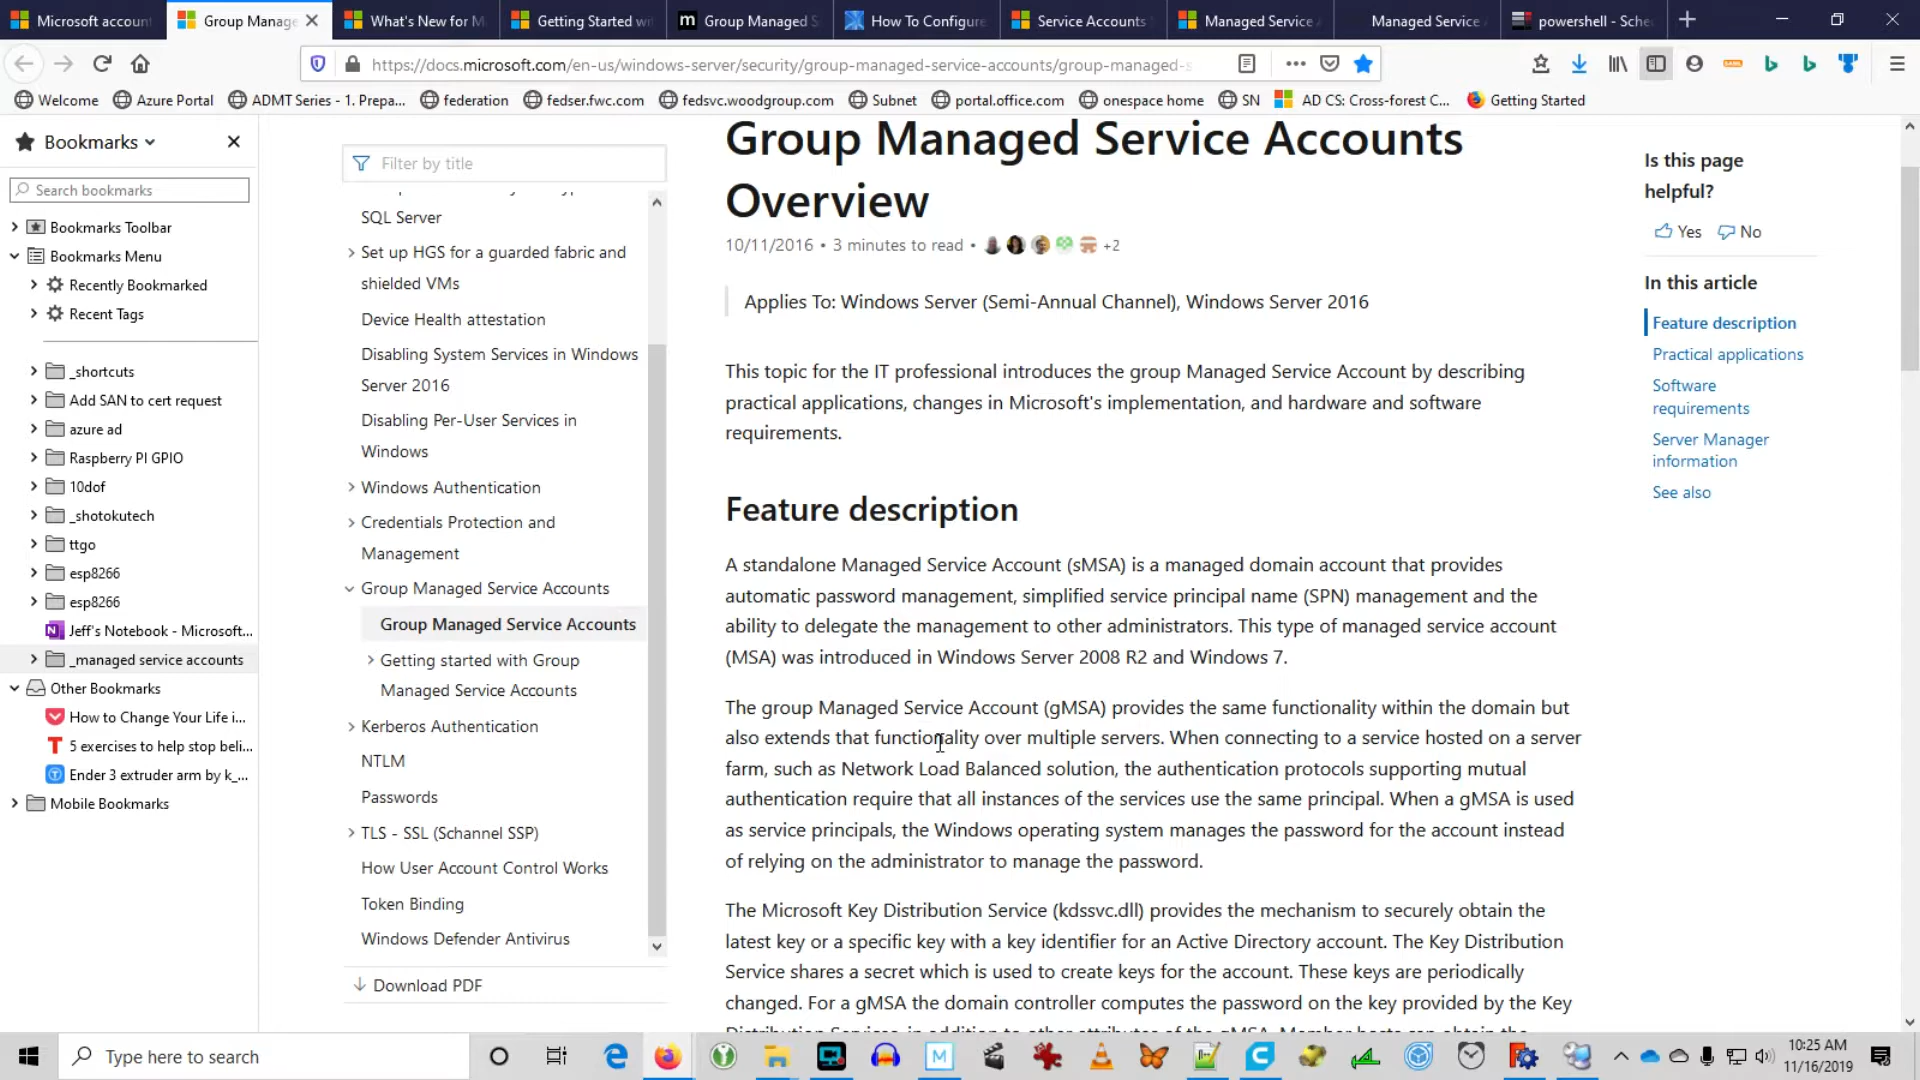 Microsoft account
Group Manage
What's New for M
Getting Started wi
Group Managed S
How To Configure
Service Accounts
Managed Service A
Managed Service A
powershell - Sche
https://docs.microsoft.com/en-us/windows-server/security/group-managed-service-accounts/group-managed-s
Welcome
Azure Portal
ADMT Series - 1. Prepa...
federation
fedser.fwc.com
fedsvc.woodgroup.com
Subnet
portal.office.com
onespace home
SN
AD CS: Cross-forest C...
Getting Started
Bookmarks
Search bookmarks
Bookmarks Toolbar
Bookmarks Menu
Recently Bookmarked
Recent Tags
_shortcuts
Add SAN to cert request
azure ad
Raspberry PI GPIO
10dof
_shotokutech
ttgo
esp8266
esp8266
Jeff's Notebook - Microsoft...
_managed service accounts
Other Bookmarks
How to Change Your Life i...
5 exercises to help stop beli...
Ender 3 extruder arm by k_...
Mobile Bookmarks
Filter by title
SQL Server
Set up HGS for a guarded fabric and
shielded VMs
Device Health attestation
Disabling System Services in Windows
Server 2016
Disabling Per-User Services in
Windows
Windows Authentication
Credentials Protection and
Management
Group Managed Service Accounts
Group Managed Service Accounts
Getting started with Group
Managed Service Accounts
Kerberos Authentication
NTLM
Passwords
TLS - SSL (Schannel SSP)
How User Account Control Works
Token Binding
Windows Defender Antivirus
Download PDF
Group Managed Service Accounts
Overview
10/11/2016 • 3 minutes to read • +2
Applies To: Windows Server (Semi-Annual Channel), Windows Server 2016
This topic for the IT professional introduces the group Managed Service Account by describing
practical applications, changes in Microsoft's implementation, and hardware and software
requirements.
Feature description
A standalone Managed Service Account (sMSA) is a managed domain account that provides
automatic password management, simplified service principal name (SPN) management and the
ability to delegate the management to other administrators. This type of managed service account
(MSA) was introduced in Windows Server 2008 R2 and Windows 7.
The group Managed Service Account (gMSA) provides the same functionality within the domain but
also extends that functionality over multiple servers. When connecting to a service hosted on a server
farm, such as Network Load Balanced solution, the authentication protocols supporting mutual
authentication require that all instances of the services use the same principal. When a gMSA is used
as service principals, the Windows operating system manages the password for the account instead
of relying on the administrator to manage the password.
The Microsoft Key Distribution Service (kdssvc.dll) provides the mechanism to securely obtain the
latest key or a specific key with a key identifier for an Active Directory account. The Key Distribution
Service shares a secret which is used to create keys for the account. These keys are periodically
changed. For a gMSA the domain controller computes the password on the key provided by the Key
Distribution Services, in addition to other attributes of the gMSA. Member hosts can obtain the
Is this page
helpful?
Yes
No
In this article
Feature description
Practical applications
Software
requirements
Server Manager
information
See also
Type here to search
10:25 AM
11/16/2019